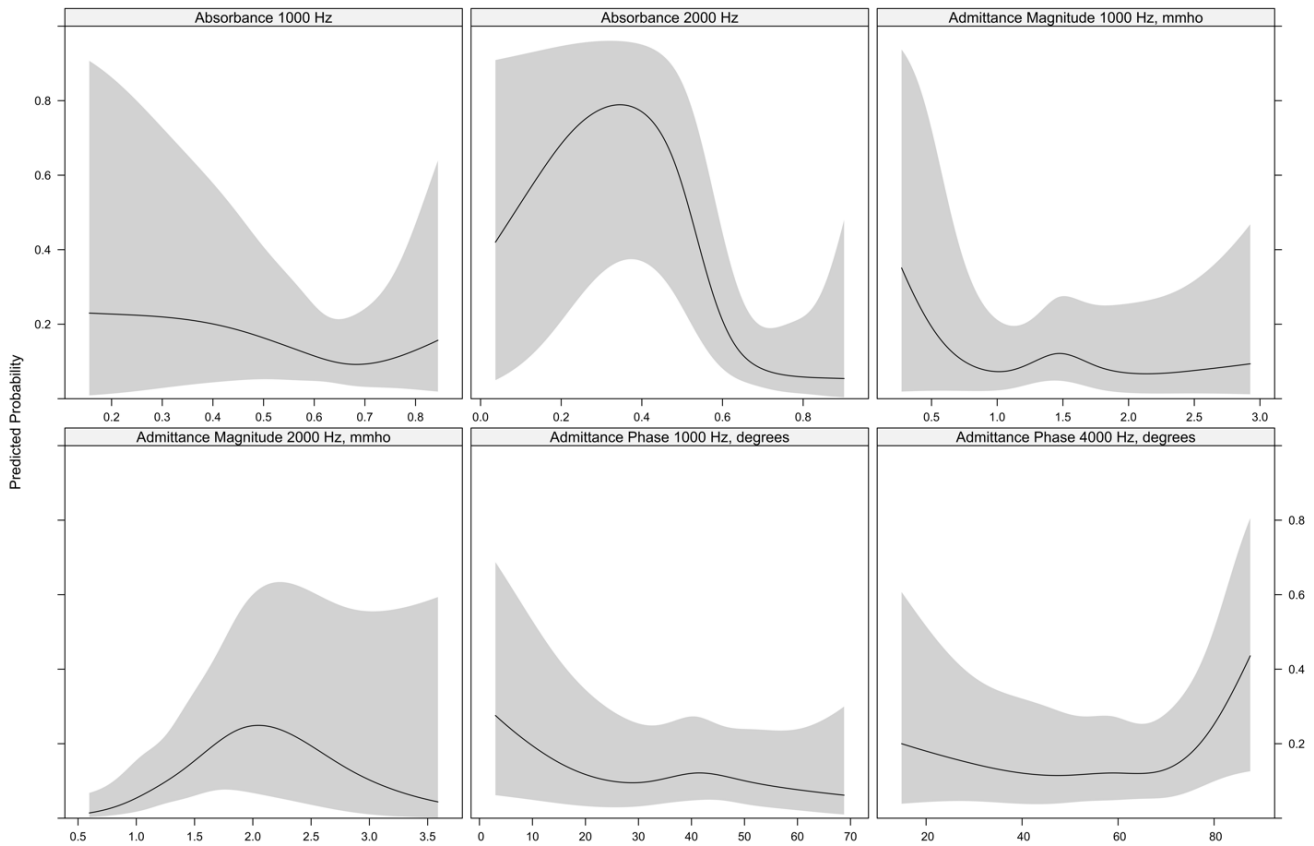 Absorbance 1000 Hz
Absorbance 2000 Hz
Admittance Magnitude 1000 Hz, mmho
0.8
0.6
0.4
0.2
0.2 0.3 0.4 0.5 0.6 0.7 0.8
0.0 0.2 0.4 0.6 0.8
0.5 1.0 1.5 2.0 2.5 3.0
Predicted Probability
Admittance Magnitude 2000 Hz, mmho
Admittance Phase 1000 Hz, degrees
Admittance Phase 4000 Hz, degrees
0.8
0.6
0.4
0.2
0.5 1.0 1.5 2.0 2.5 3.0 3.5
0 10 20 30 40 50 60 70
20 40 60 80